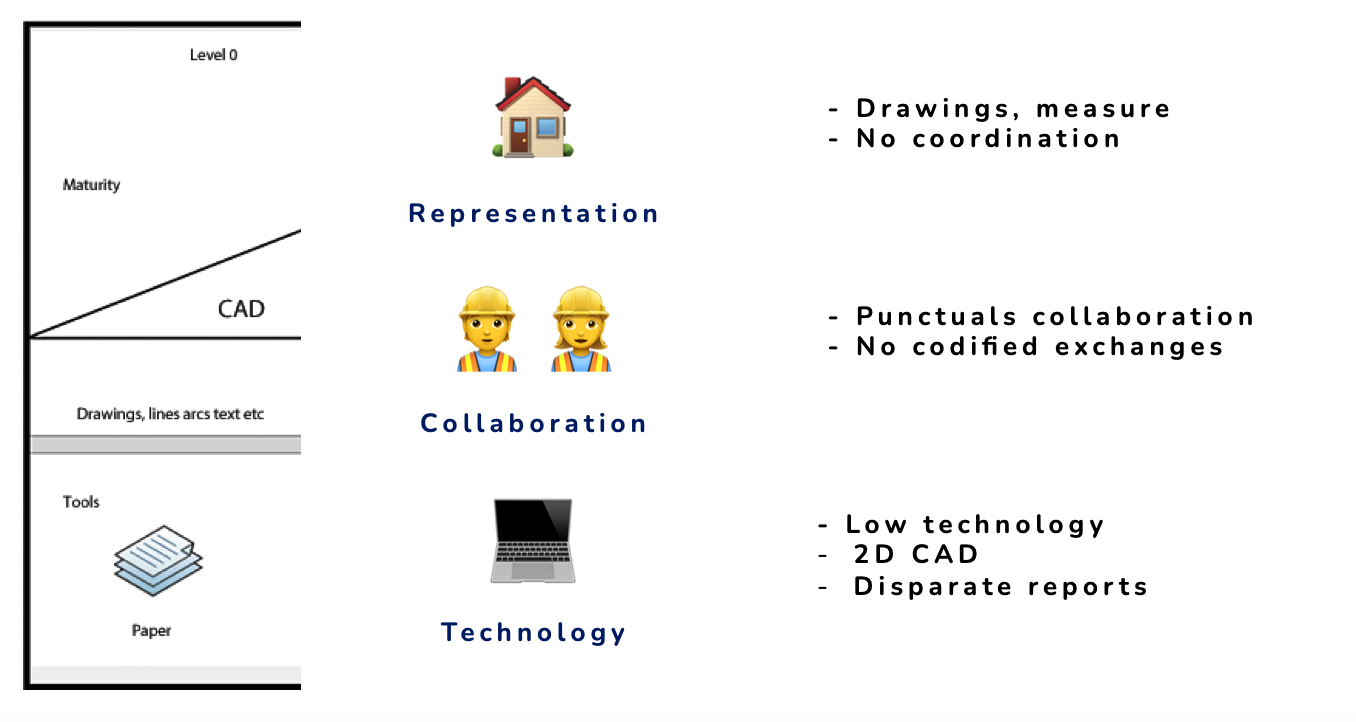 Level 0
Maturity
CAD
Drawings, lines arcs text etc
Tools
Paper
Representation
- Drawings, measure
- No coordination
Collaboration
- Punctuals collaboration
- No codified exchanges
Technology
- Low technology
- 2D CAD
- Disparate reports